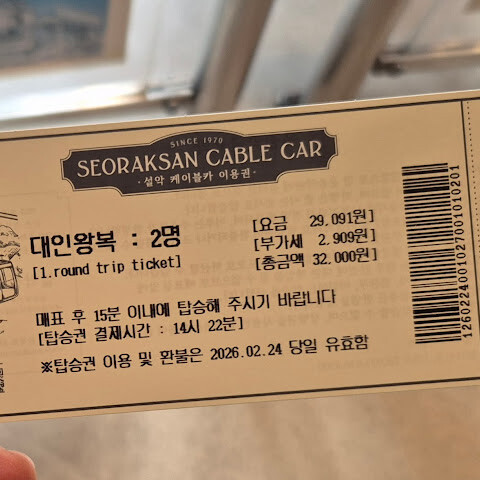 SINCE 1970
SEORAKSAN CABLE CAR
· 설악 케이블카 이용권 ·
대인왕복 : 2명
[1.round trip ticket]
[요금 29.091원]
[부가세 2.909원]
[총금액 32.000원]
매표 후 15분 이내에 탑승해 주시기 바랍니다
[탑승권 결제시간 : 14시 22분]
※탑승권 이용 및 환불은 2026.02.24 당일 유효함
1260224001027001010201